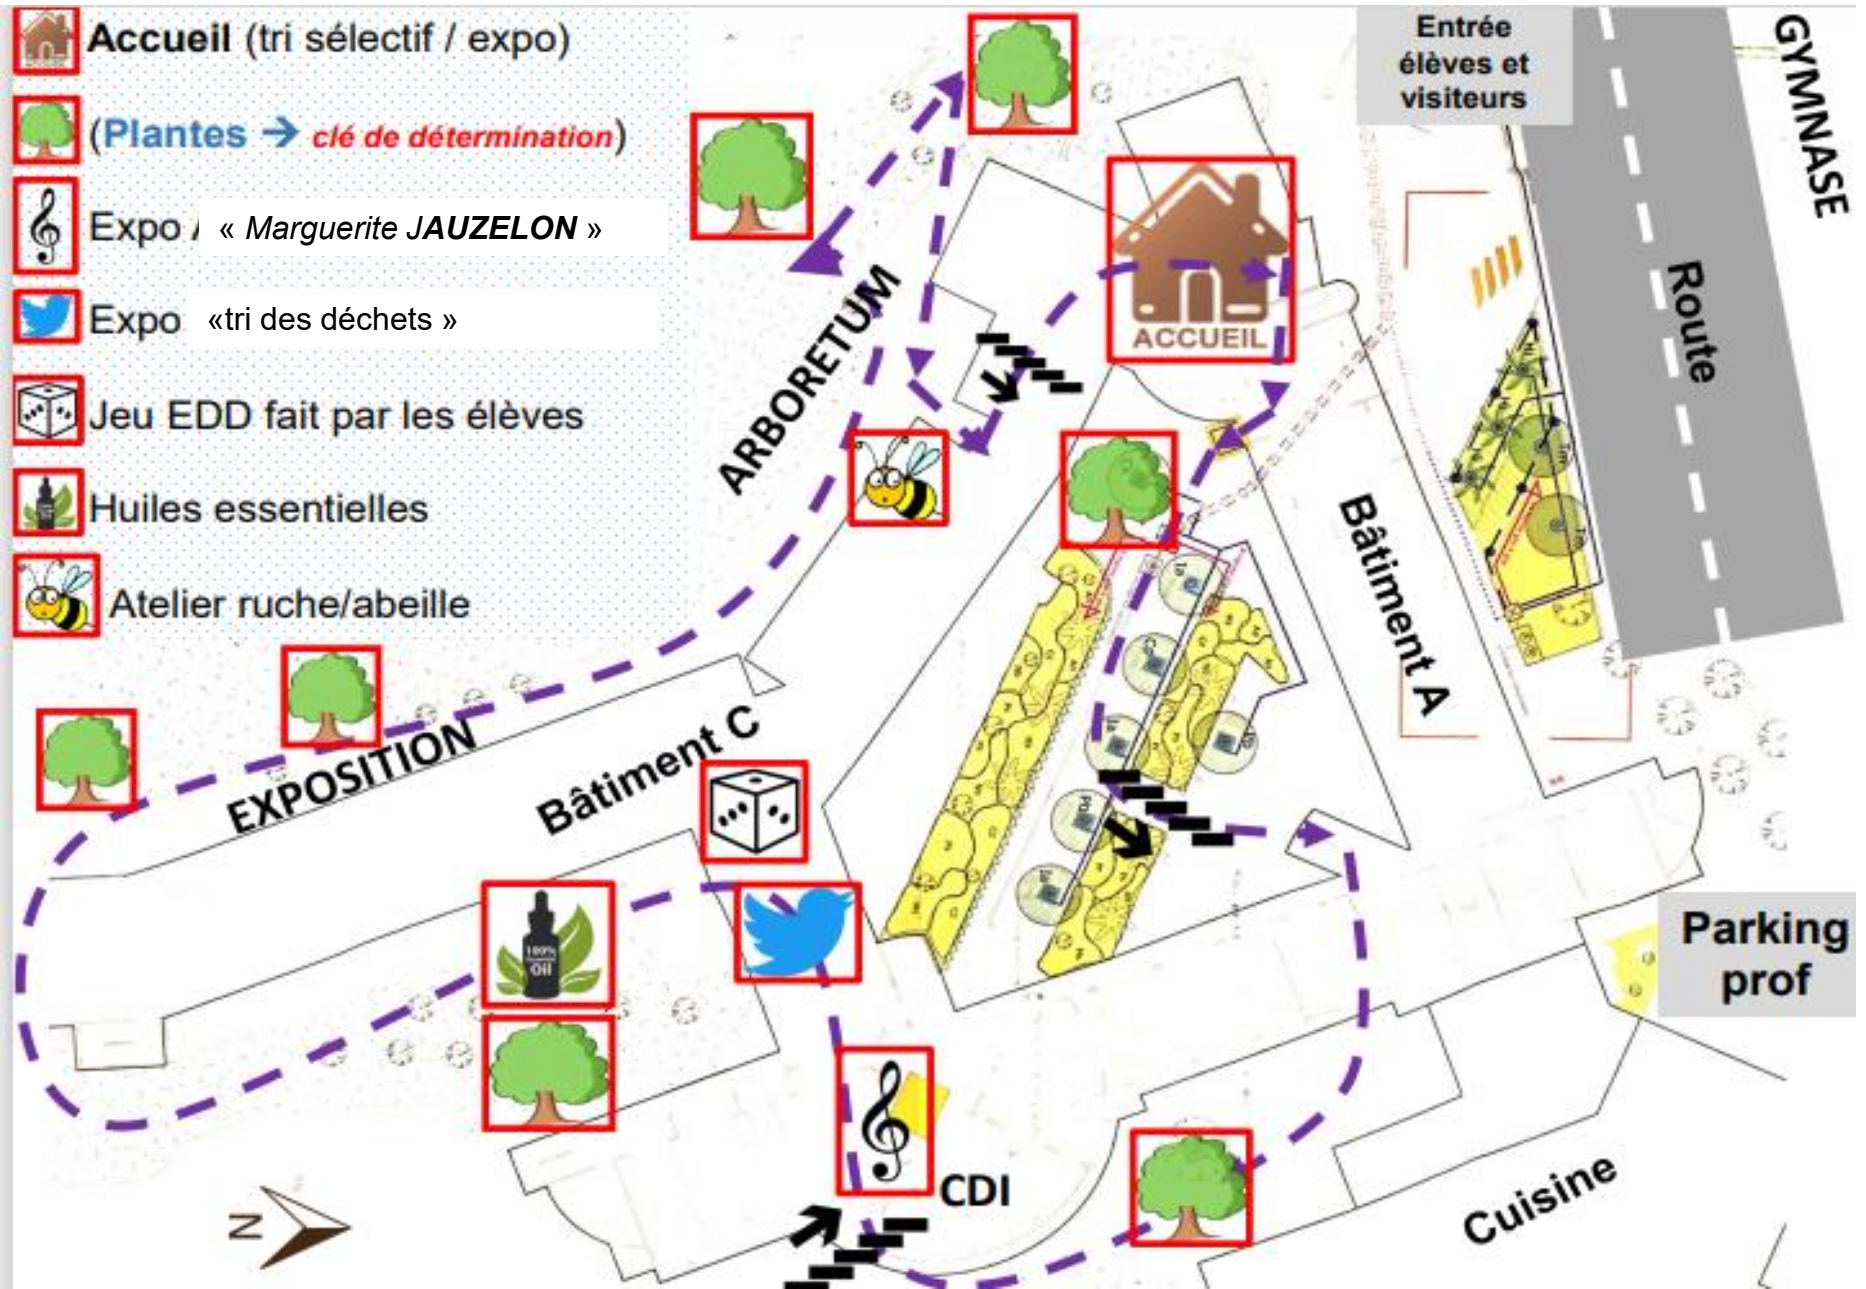 Accueil (tri sélectif / expo)
(Plantes → clé de détermination)
Expo « Marguerite JAUZELON »
Expo «tri des déchets »
Jeu EDD fait par les élèves
Huiles essentielles
Atelier ruche/abeille
Entrée
élèves et
visiteurs
GYMNASE
Route
ACCUEIL
ARBORETUM
Bâtiment A
EXPOSITION
Bâtiment C
100%
Oil
Parking
prof
CDI
Cuisine
N